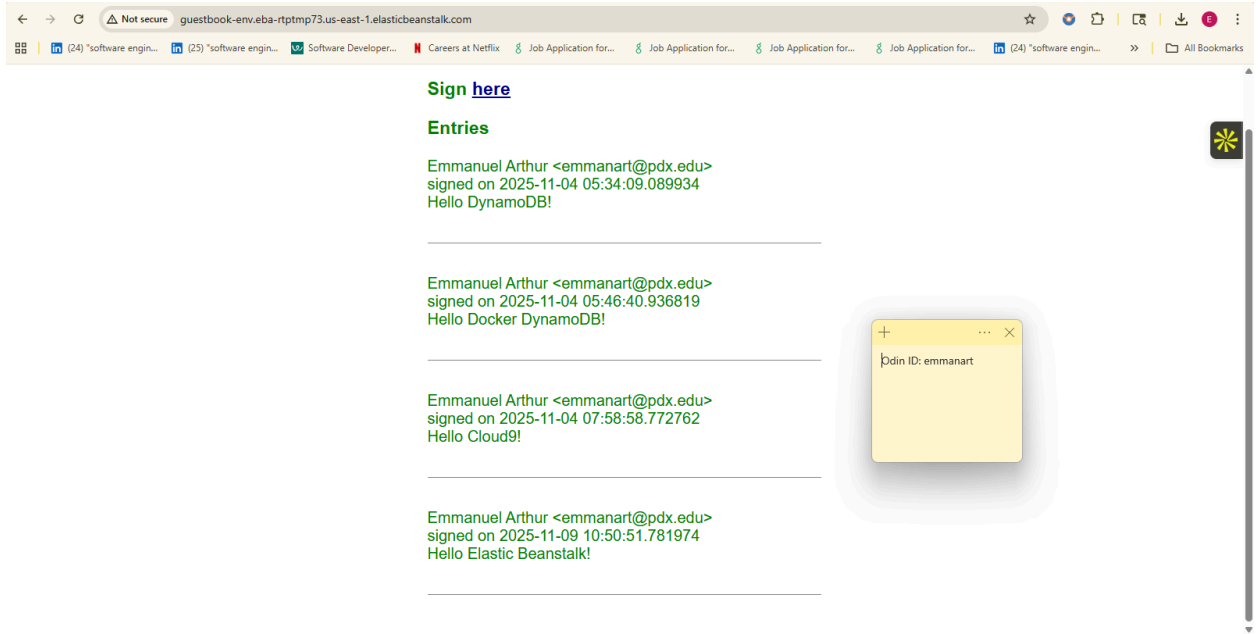 Not secure guestbook-env.eba-rtptmp73.us-east-1.elasticbeanstalk.com E
(24) "software engin... (25) "software engin... Software Developer... Careers at Netflix Job Application for... Job Application for... Job Application for... Job Application for... (24) "software engin... » All Bookmarks
Sign here
Entries
Emmanuel Arthur <emmanart@pdx.edu>
signed on 2025-11-04 05:34:09.089934
Hello DynamoDB!
Emmanuel Arthur <emmanart@pdx.edu>
signed on 2025-11-04 05:46:40.936819
Hello Docker DynamoDB!
Odin ID: emmanart
Emmanuel Arthur <emmanart@pdx.edu>
signed on 2025-11-04 07:58:58.772762
Hello Cloud9!
Emmanuel Arthur <emmanart@pdx.edu>
signed on 2025-11-09 10:50:51.781974
Hello Elastic Beanstalk!